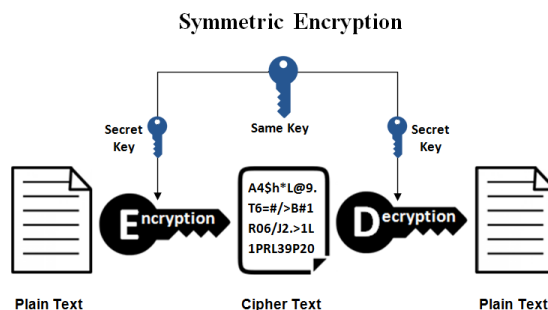 Symmetric Encryption
Secret
Key
Same Key
Secret
Key
Encryption
A4$h*L@9.
T6=#/>B#1
R06/J2.>1L
1PRL39P20
Decryption
Plain Text
Cipher Text
Plain Text